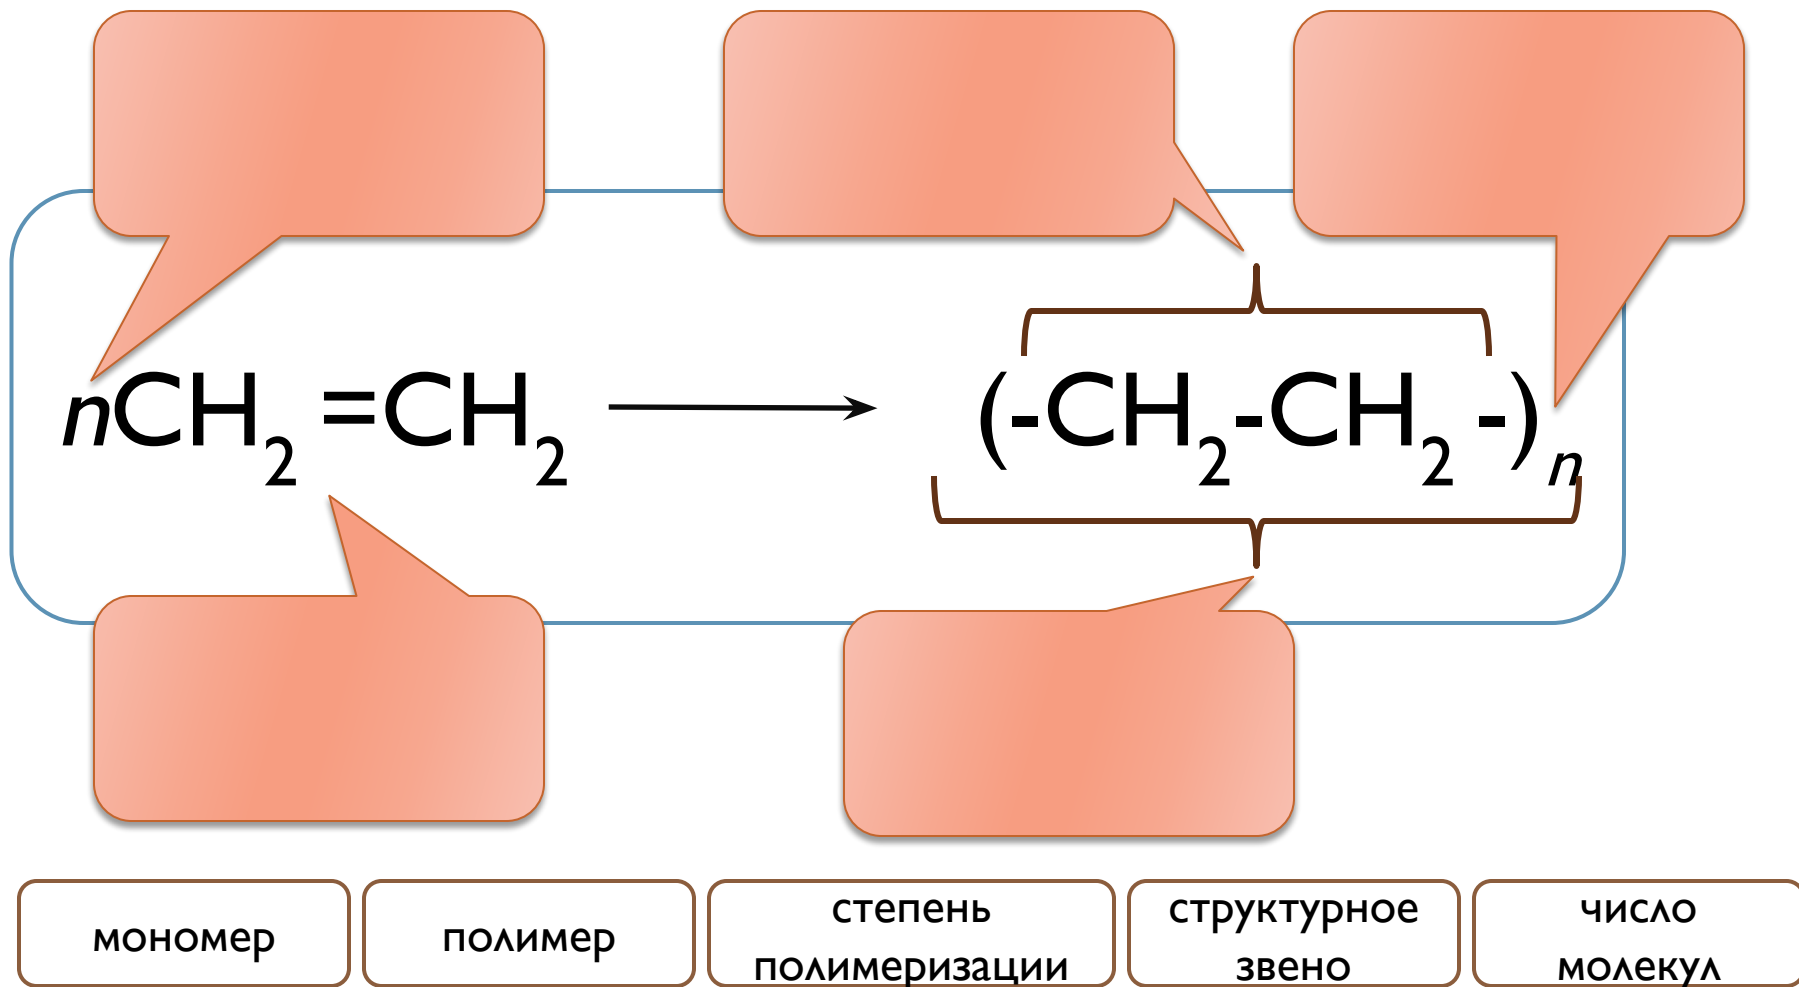 nCH₂ =CH₂ ⟶ (-CH₂-CH₂ -)ₙ
мономер
полимер
степень
полимеризации
структурное
звено
число
молекул